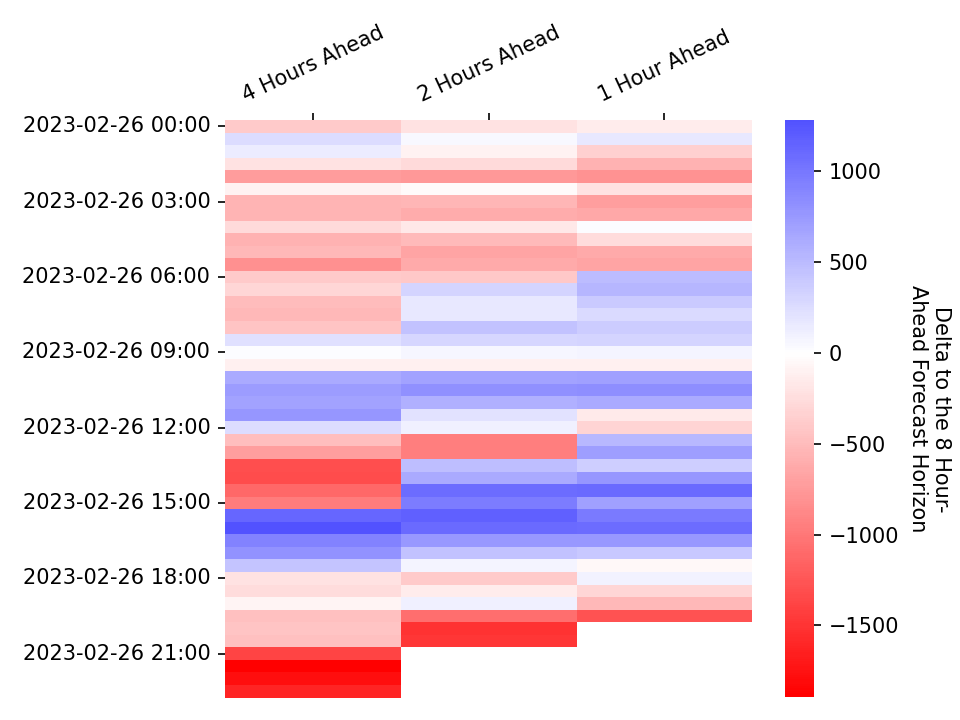 4 Hours Ahead
2 Hours Ahead
1 Hour Ahead
2023-02-26 00:00
2023-02-26 03:00
2023-02-26 06:00
2023-02-26 09:00
2023-02-26 12:00
2023-02-26 15:00
2023-02-26 18:00
2023-02-26 21:00
1000
500
0
−500
−1000
−1500
Delta to the 8 Hour-
Ahead Forecast Horizon